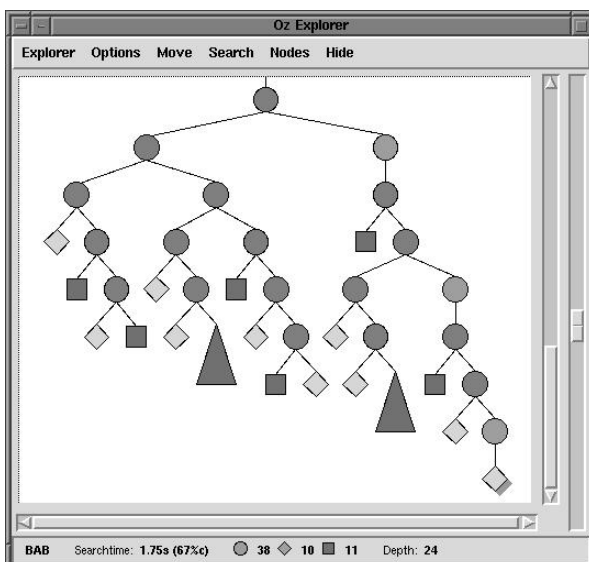 Oz Explorer
Explorer Options Move Search Nodes Hide
BAB Searchtime: 1.75s (67%c) 38 10 11 Depth: 24